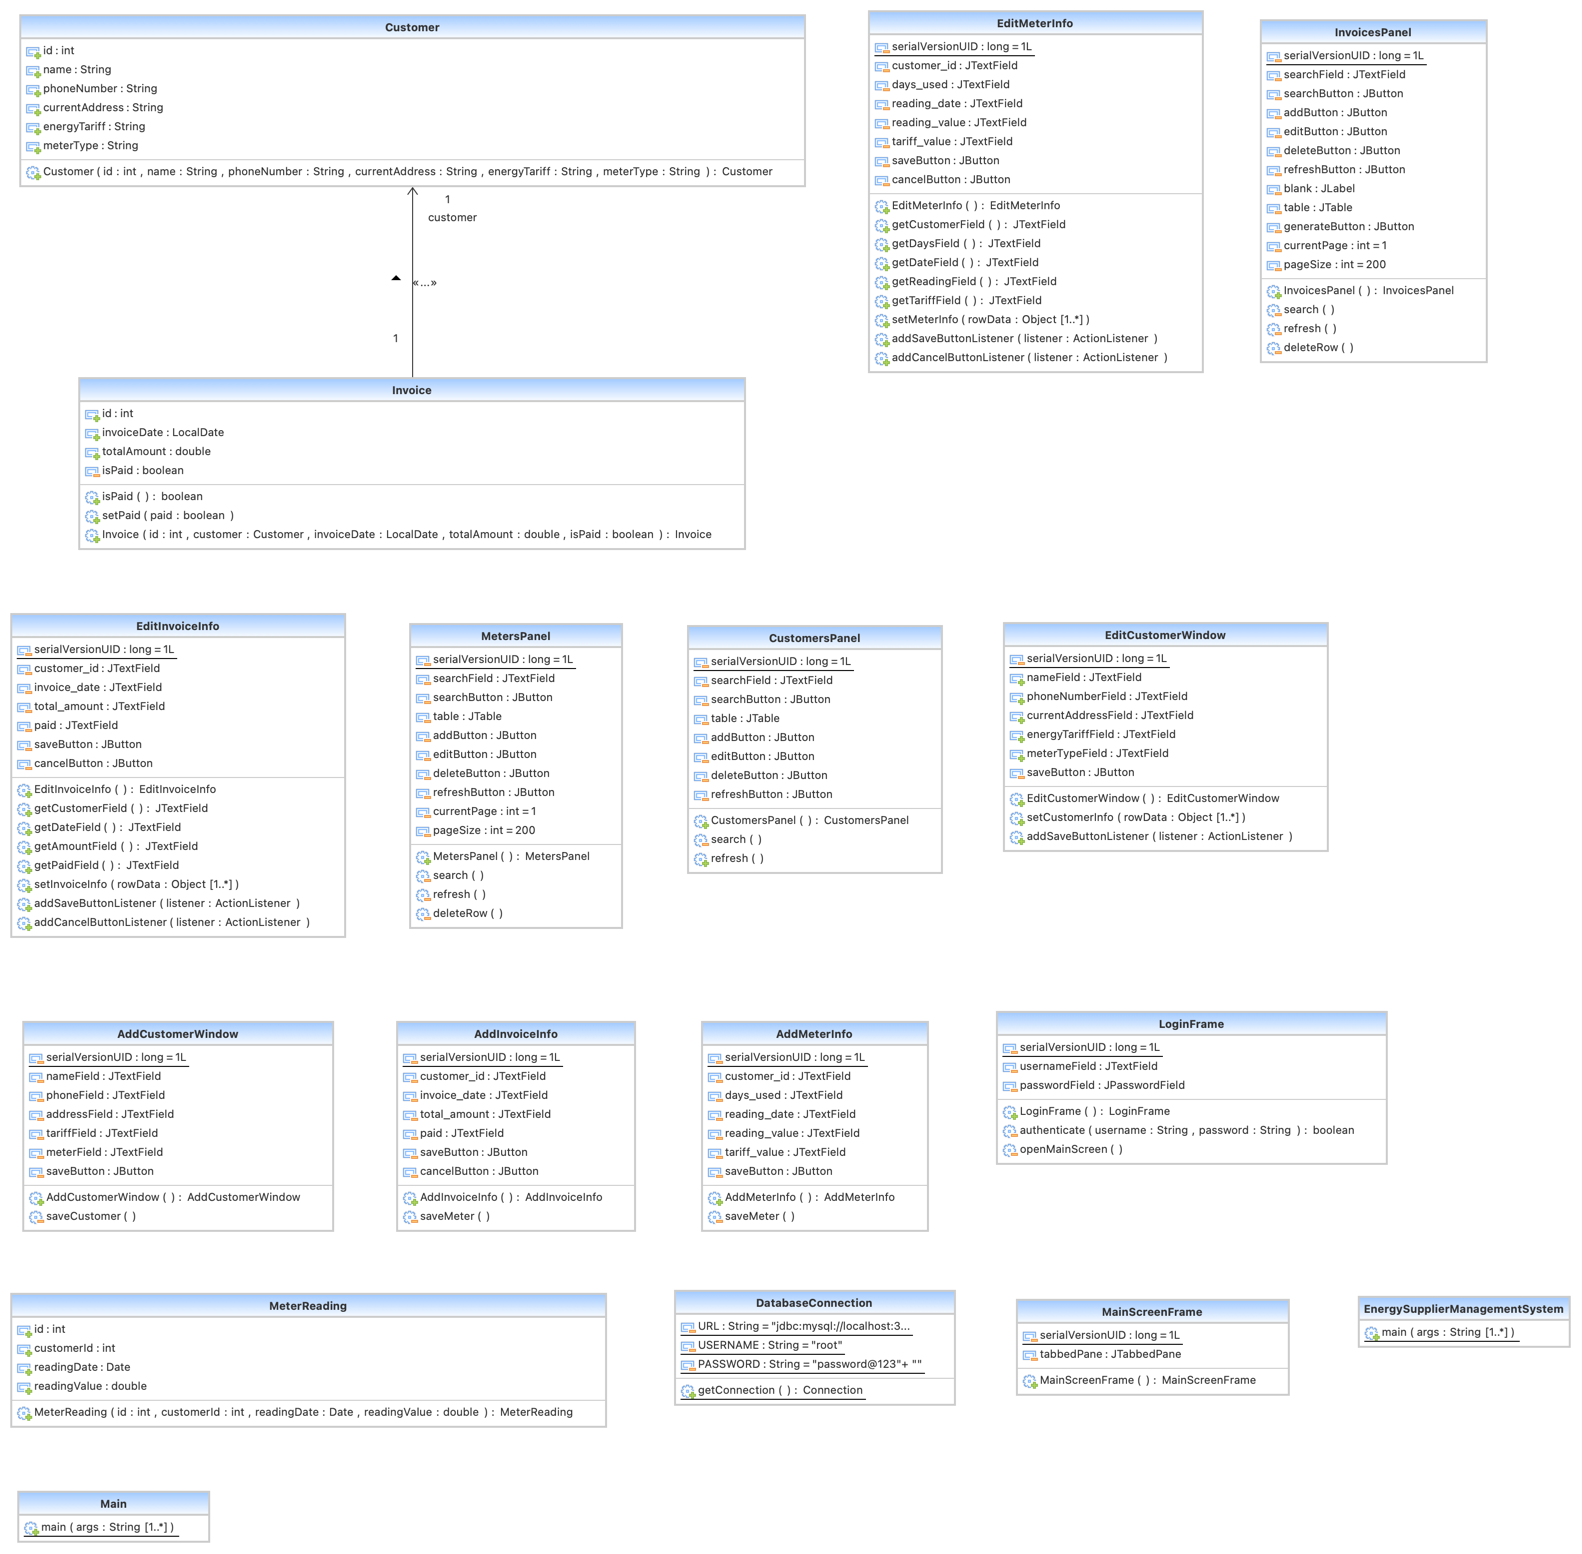 Customer
id : int
name : String
phoneNumber : String
currentAddress : String
energyTariff : String
meterType : String
Customer ( id : int , name : String , phoneNumber : String , currentAddress : String , energyTariff : String , meterType : String ) : Customer
1
customer
«...»
1
Invoice
id : int
invoiceDate : LocalDate
totalAmount : double
isPaid : boolean
isPaid ( ) : boolean
setPaid ( paid : boolean )
Invoice ( id : int , customer : Customer , invoiceDate : LocalDate , totalAmount : double , isPaid : boolean ) : Invoice
EditMeterInfo
serialVersionUID : long = 1L
customer_id : JTextField
days_used : JTextField
reading_date : JTextField
reading_value : JTextField
tariff_value : JTextField
saveButton : JButton
cancelButton : JButton
EditMeterInfo ( ) : EditMeterInfo
getCustomerField ( ) : JTextField
getDaysField ( ) : JTextField
getDateField ( ) : JTextField
getReadingField ( ) : JTextField
getTariffField ( ) : JTextField
setMeterInfo ( rowData : Object [1..*] )
addSaveButtonListener ( listener : ActionListener )
addCancelButtonListener ( listener : ActionListener )
InvoicesPanel
serialVersionUID : long = 1L
searchField : JTextField
searchButton : JButton
addButton : JButton
editButton : JButton
deleteButton : JButton
refreshButton : JButton
blank : JLabel
table : JTable
generateButton : JButton
currentPage : int = 1
pageSize : int = 200
InvoicesPanel ( ) : InvoicesPanel
search ( )
refresh ( )
deleteRow ( )
EditInvoiceInfo
serialVersionUID : long = 1L
customer_id : JTextField
invoice_date : JTextField
total_amount : JTextField
paid : JTextField
saveButton : JButton
cancelButton : JButton
EditInvoiceInfo ( ) : EditInvoiceInfo
getCustomerField ( ) : JTextField
getDateField ( ) : JTextField
getAmountField ( ) : JTextField
getPaidField ( ) : JTextField
setInvoiceInfo ( rowData : Object [1..*] )
addSaveButtonListener ( listener : ActionListener )
addCancelButtonListener ( listener : ActionListener )
MetersPanel
serialVersionUID : long = 1L
searchField : JTextField
searchButton : JButton
table : JTable
addButton : JButton
editButton : JButton
deleteButton : JButton
refreshButton : JButton
currentPage : int = 1
pageSize : int = 200
MetersPanel ( ) : MetersPanel
search ( )
refresh ( )
deleteRow ( )
CustomersPanel
serialVersionUID : long = 1L
searchField : JTextField
searchButton : JButton
table : JTable
addButton : JButton
editButton : JButton
deleteButton : JButton
refreshButton : JButton
CustomersPanel ( ) : CustomersPanel
search ( )
refresh ( )
EditCustomerWindow
serialVersionUID : long = 1L
nameField : JTextField
phoneNumberField : JTextField
currentAddressField : JTextField
energyTariffField : JTextField
meterTypeField : JTextField
saveButton : JButton
EditCustomerWindow ( ) : EditCustomerWindow
setCustomerInfo ( rowData : Object [1..*] )
addSaveButtonListener ( listener : ActionListener )
AddCustomerWindow
serialVersionUID : long = 1L
nameField : JTextField
phoneField : JTextField
addressField : JTextField
tariffField : JTextField
meterField : JTextField
saveButton : JButton
AddCustomerWindow ( ) : AddCustomerWindow
saveCustomer ( )
AddInvoiceInfo
serialVersionUID : long = 1L
customer_id : JTextField
invoice_date : JTextField
total_amount : JTextField
paid : JTextField
saveButton : JButton
cancelButton : JButton
AddInvoiceInfo ( ) : AddInvoiceInfo
saveMeter ( )
AddMeterInfo
serialVersionUID : long = 1L
customer_id : JTextField
days_used : JTextField
reading_date : JTextField
reading_value : JTextField
tariff_value : JTextField
saveButton : JButton
AddMeterInfo ( ) : AddMeterInfo
saveMeter ( )
LoginFrame
serialVersionUID : long = 1L
usernameField : JTextField
passwordField : JPasswordField
LoginFrame ( ) : LoginFrame
authenticate ( username : String , password : String ) : boolean
openMainScreen ( )
MeterReading
id : int
customerId : int
readingDate : Date
readingValue : double
MeterReading ( id : int , customerId : int , readingDate : Date , readingValue : double ) : MeterReading
DatabaseConnection
URL : String = "jdbc:mysql://localhost:3...
USERNAME : String = "root"
PASSWORD : String = "password@123"+ ""
getConnection ( ) : Connection
MainScreenFrame
serialVersionUID : long = 1L
tabbedPane : JTabbedPane
MainScreenFrame ( ) : MainScreenFrame
EnergySupplierManagementSystem
main ( args : String [1..*] )
Main
main ( args : String [1..*] )